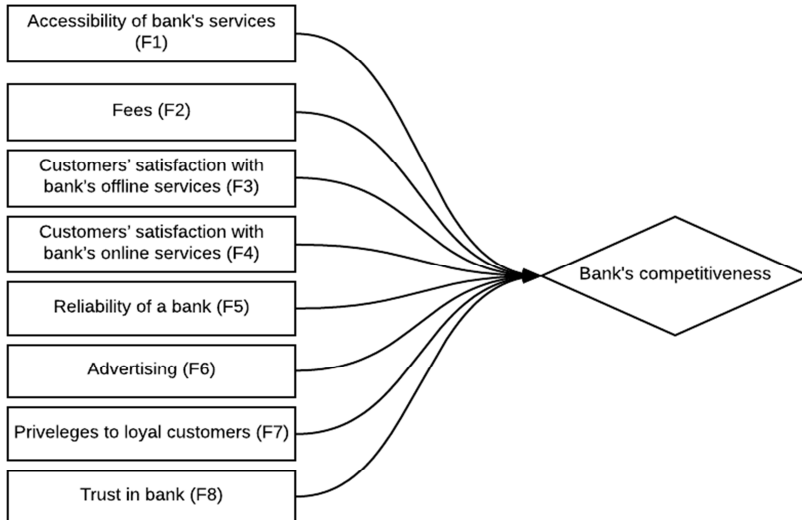 Accessibility of bank's services
(F1)
Fees (F2)
Customers' satisfaction with
bank's offline services (F3)
Customers' satisfaction with
bank's online services (F4)
Reliability of a bank (F5)
Advertising (F6)
Priveleges to loyal customers (F7)
Trust in bank (F8)
Bank's competitiveness